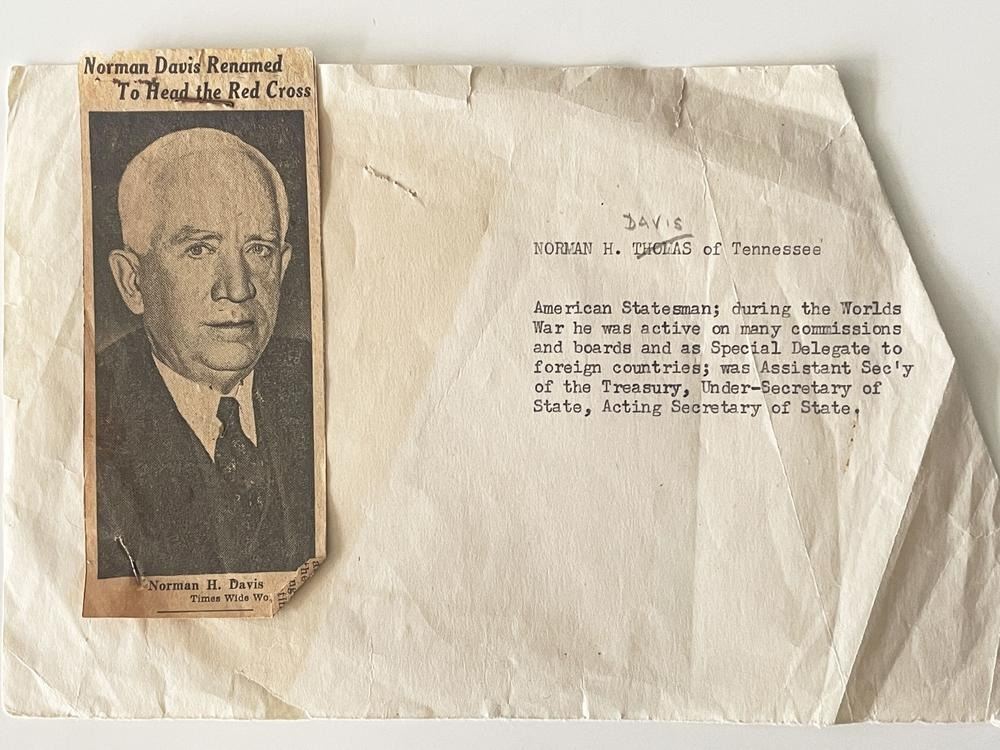 Norman Davis Renamed
To Head the Red Cross
Norman H. Davis
Times Wide Wo
DAVIS
NORMAN H. THOLAS of Tennessee
American Statesman; during the Worlds
War he was active on many commissions
and boards and as Special Delegate to
foreign countries; was Assistant Sec'y
of the Treasury, Under-Secretary of
State, Acting Secretary of State.